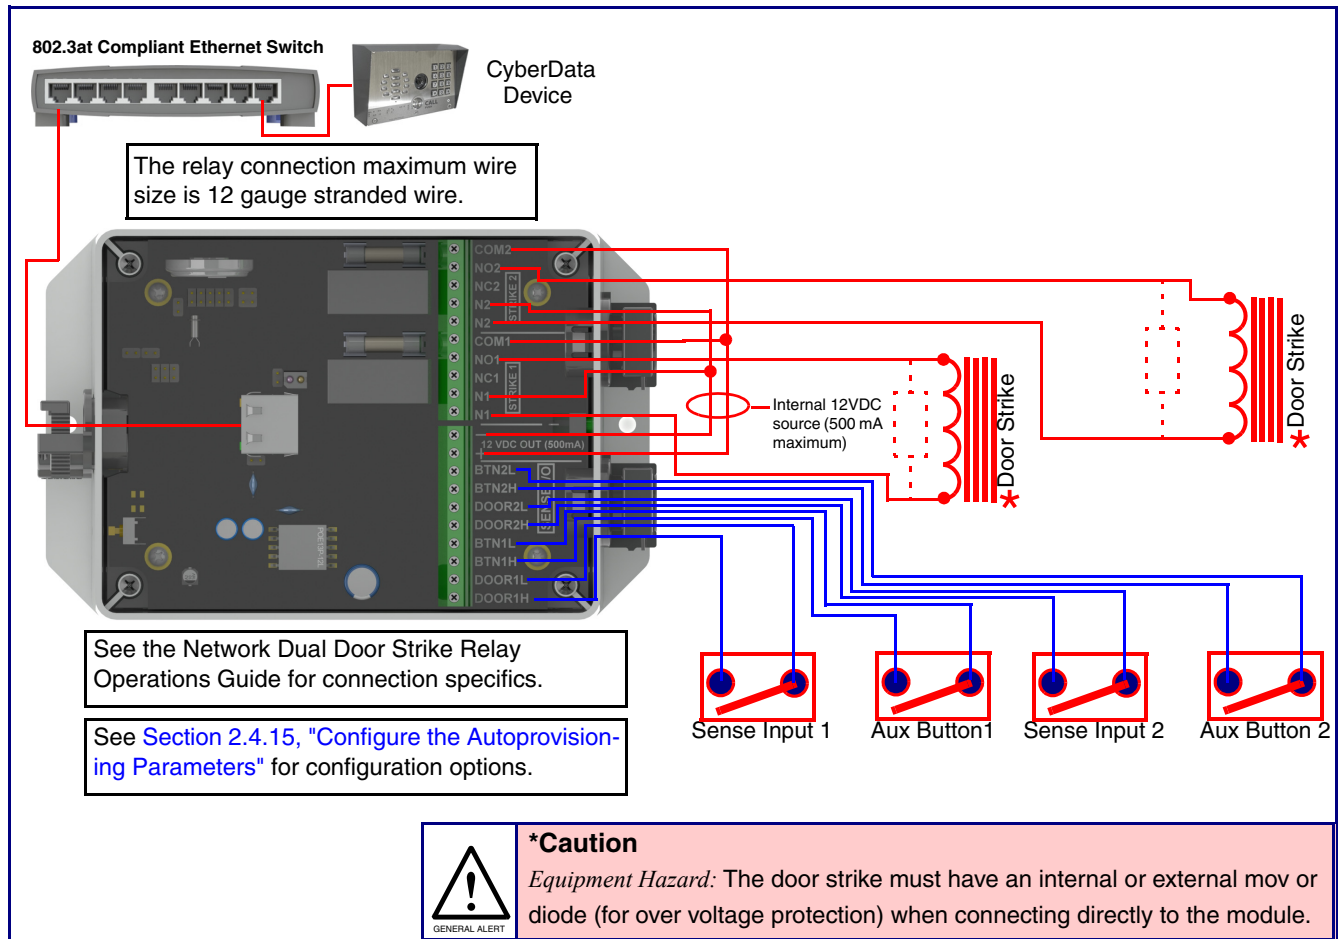 802.3at Compliant Ethernet Switch
CyberData
Device
CALL
The relay connection maximum wire
size is 12 gauge stranded wire.
COM2
NO2
NC2
N2
N2
STRIKE 2
COM1
NO1
NC1
N1
N1
STRIKE 1
-
12 VDC OUT (500mA)
+
BTN2L
BTN2H
DOOR2L
DOOR2H
BTN1L
BTN1H
DOOR1L
DOOR1H
Internal 12VDC
source (500 mA
maximum)
*Door Strike
*Door Strike
Sense Input 1
Aux Button1
Sense Input 2
Aux Button 2
See the Network Dual Door Strike Relay
Operations Guide for connection specifics.
See Section 2.4.15, "Configure the Autoprovision-
ing Parameters" for configuration options.
GENERAL ALERT
*Caution
Equipment Hazard: The door strike must have an internal or external mov or
diode (for over voltage protection) when connecting directly to the module.